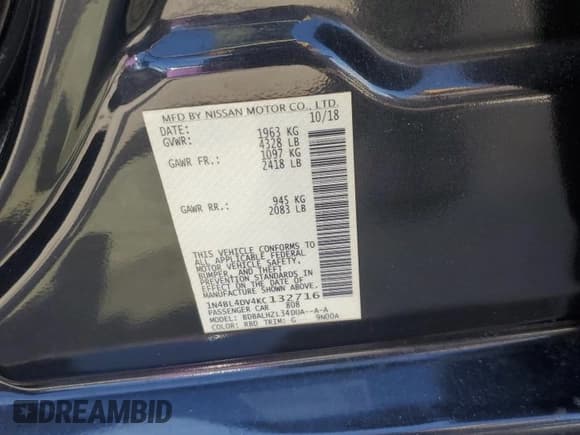 MFD BY NISSAN MOTOR CO., LTD.
DATE: 10/18
GVWR: 1963 KG
4328 LB
GAWR FR.: 1097 KG
2418 LB
GAWR RR.: 945 KG
2083 LB
THIS VEHICLE CONFORMS TO
ALL APPLICABLE FEDERAL
MOTOR VEHICLE SAFETY,
BUMPER, AND THEFT
PREVENTION STANDARDS IN
EFFECT ON THE DATE OF
MANUFACTURE SHOWN ABOVE.
1N4BL4DV4KC132716
PASSENGER CAR 808
MODEL: BDBALHZL34DUA--A-A
COLOR: RBD TRIM: G 9N00A
DREAMBID